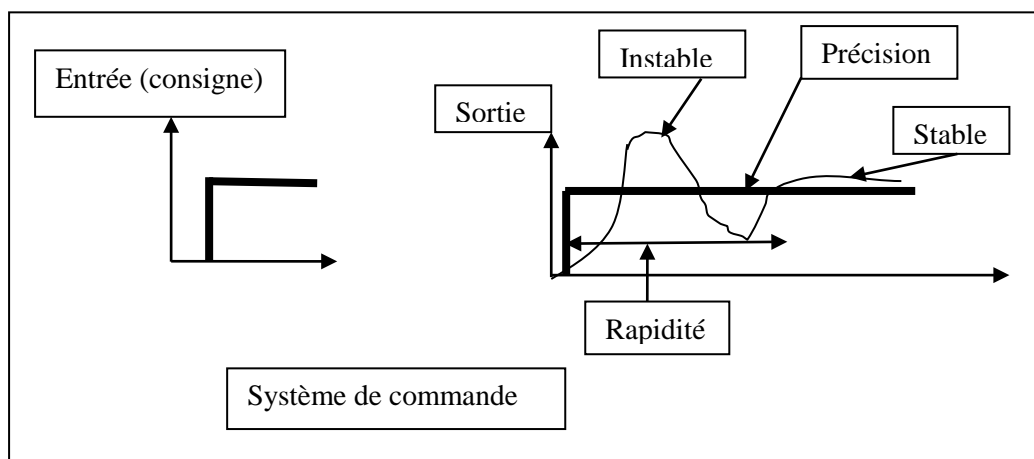 Entrée (consigne)
Sortie
Instable
Précision
Stable
Rapidité
Système de commande